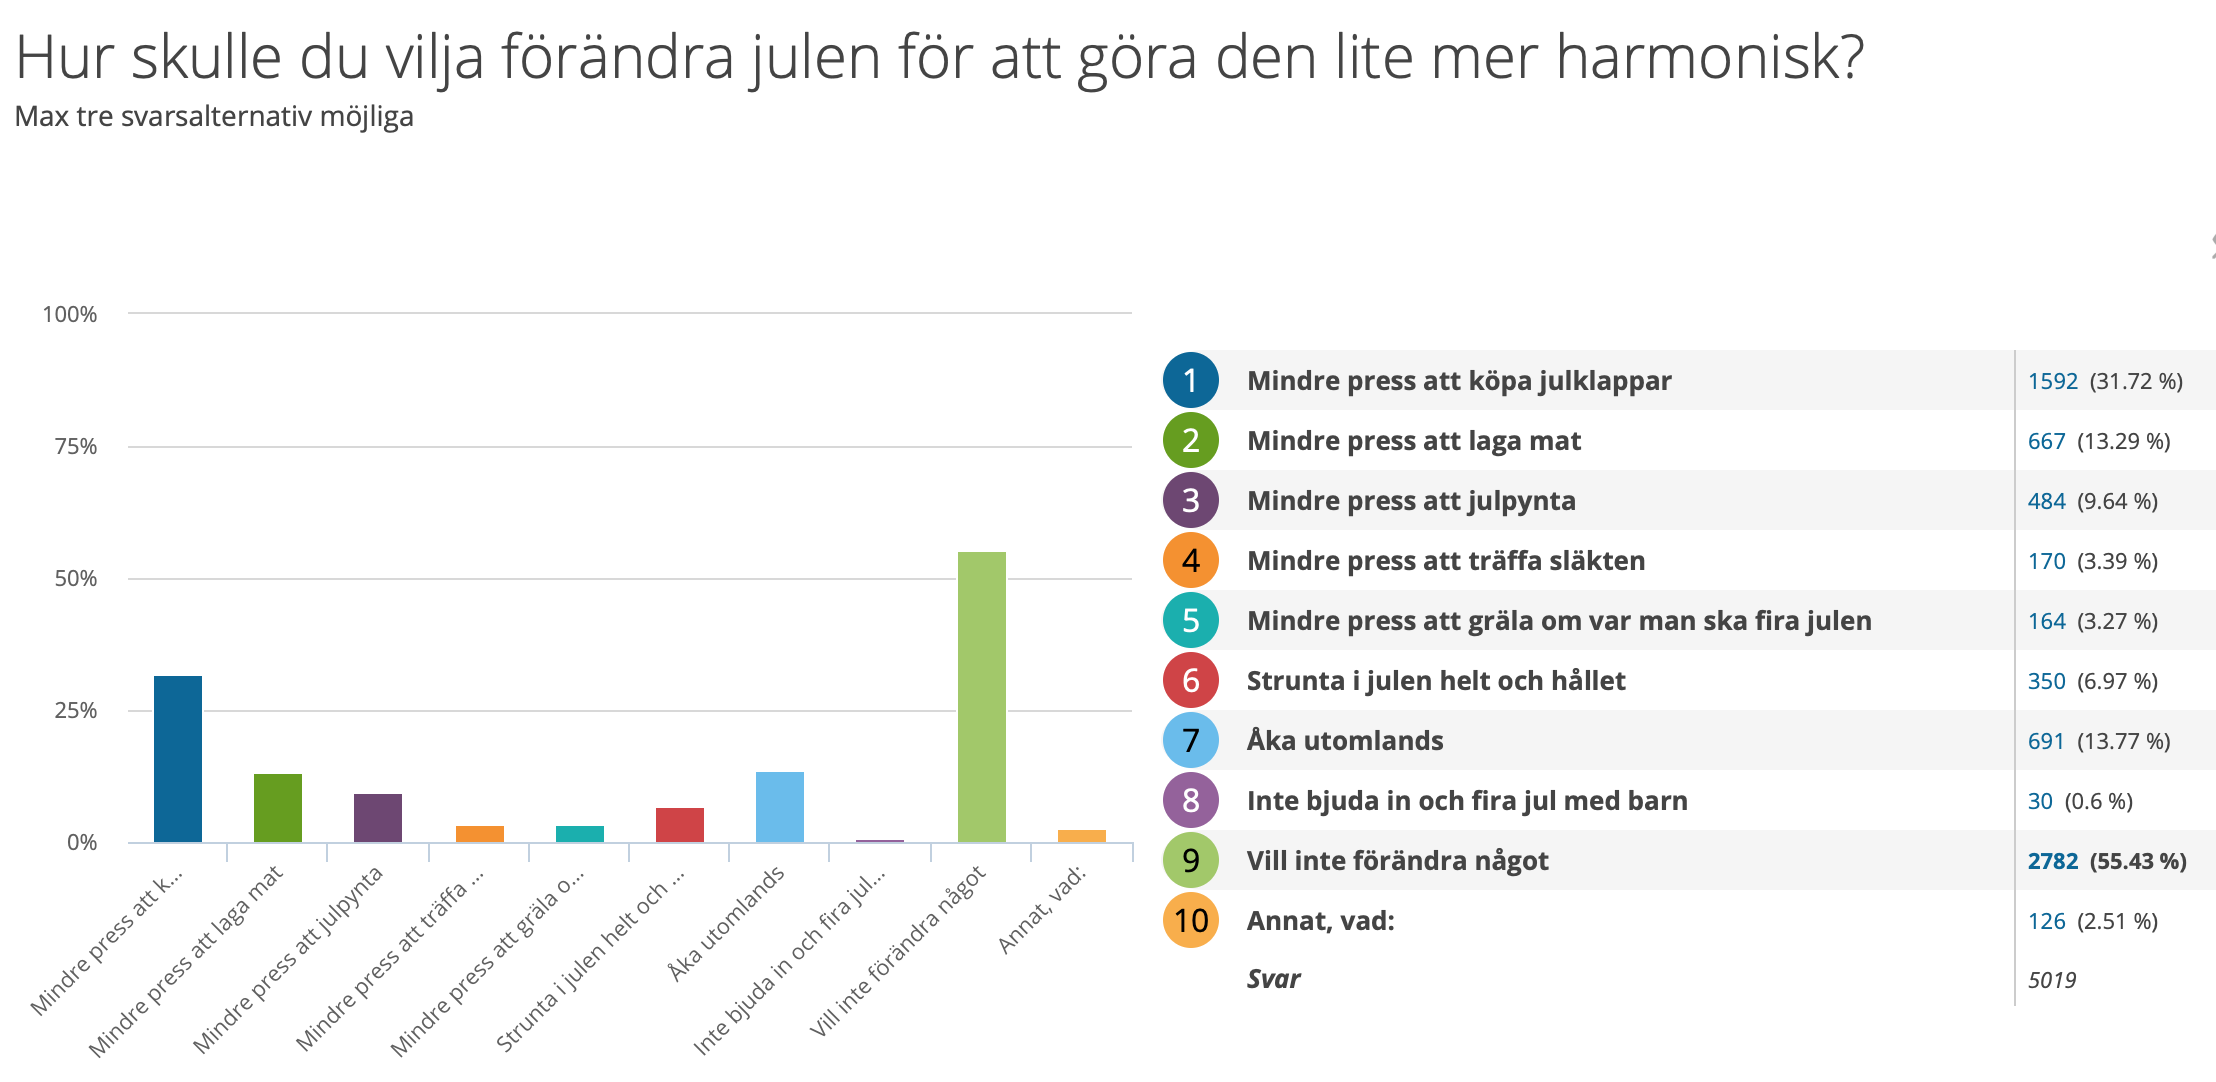 Hur skulle du vilja förändra julen för att göra den lite mer harmonisk?
Max tre svarsalternativ möjliga
100%
75%
50%
25%
0%
Mindre press att k...
Mindre press att laga mat
Mindre press att julpynta
Mindre press att träffa ...
Mindre press att gräla o...
Strunta i julen helt och ...
Åka utomlands
Inte bjuda in och fira jul...
Vill inte förändra något
Annat, vad:
1 Mindre press att köpa julklappar 1592 (31.72 %)
2 Mindre press att laga mat 667 (13.29 %)
3 Mindre press att julpynta 484 (9.64 %)
4 Mindre press att träffa släkten 170 (3.39 %)
5 Mindre press att gräla om var man ska fira julen 164 (3.27 %)
6 Strunta i julen helt och hållet 350 (6.97 %)
7 Åka utomlands 691 (13.77 %)
8 Inte bjuda in och fira jul med barn 30 (0.6 %)
9 Vill inte förändra något 2782 (55.43 %)
10 Annat, vad: 126 (2.51 %)
Svar 5019